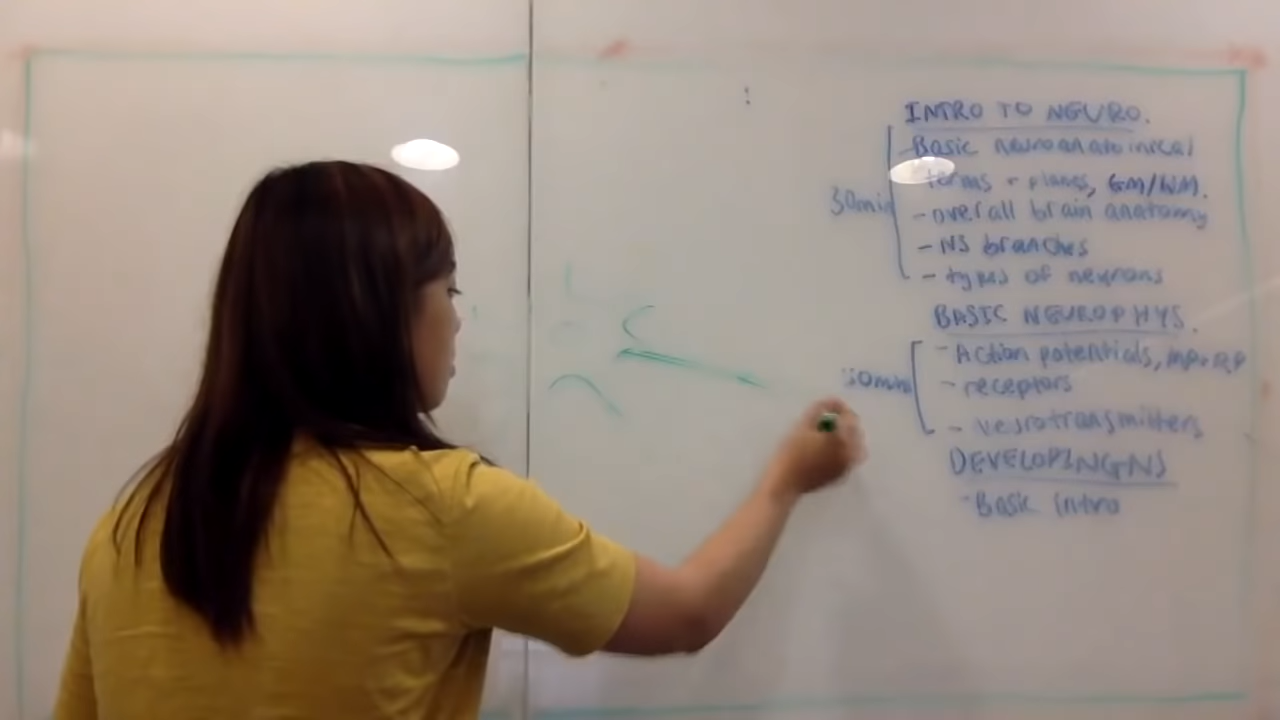 INTRO TO NEURO.
- Basic neuroanatomical
terms + planes, GM/WM.
30min
- overall brain anatomy
- NS branches
- types of neurons
BASIC NEUROPHYS.
- Action potentials,
- receptors
- neurotransmitters
DEVELOPING NS
- Basic intro